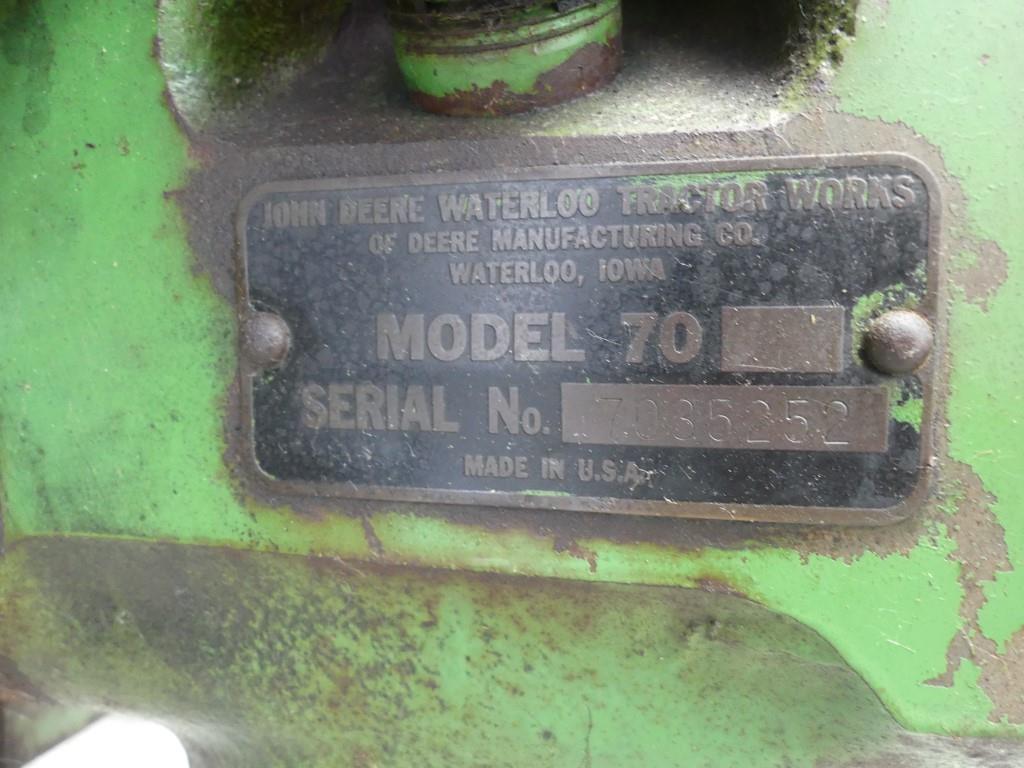 JOHN DEERE WATERLOO TRACTOR WORKS
OF DEERE MANUFACTURING CO.
WATERLOO, IOWA
MODEL 70
SERIAL No. 7035252
MADE IN U.S.A.